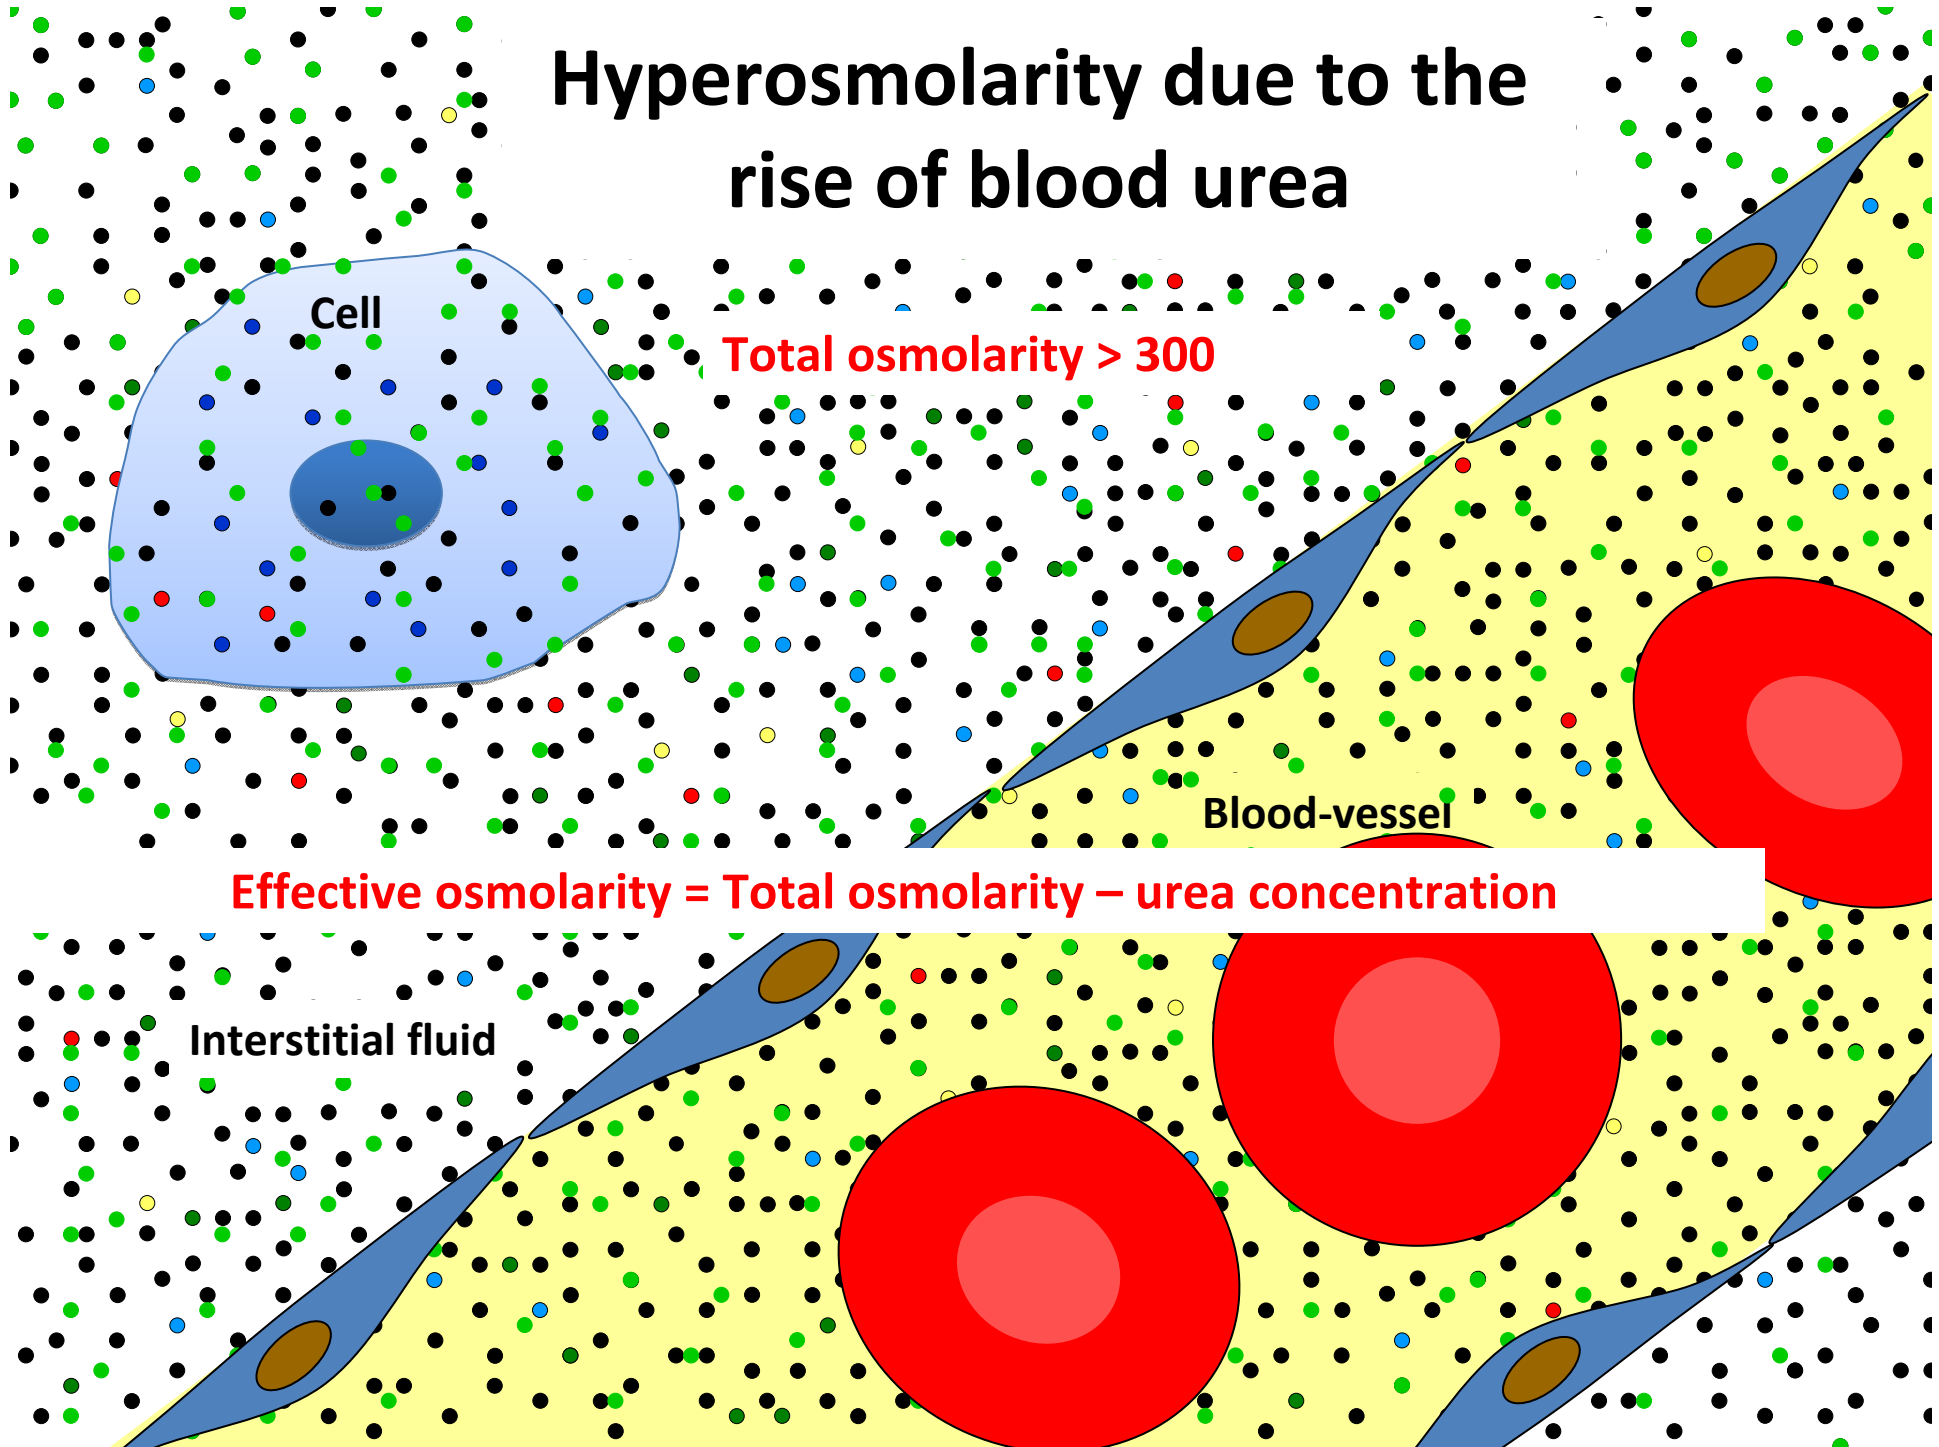 Hyperosmolarity due to the
rise of blood urea
Cell
Total osmolarity > 300
Blood-vessel
Effective osmolarity = Total osmolarity – urea concentration
Interstitial fluid